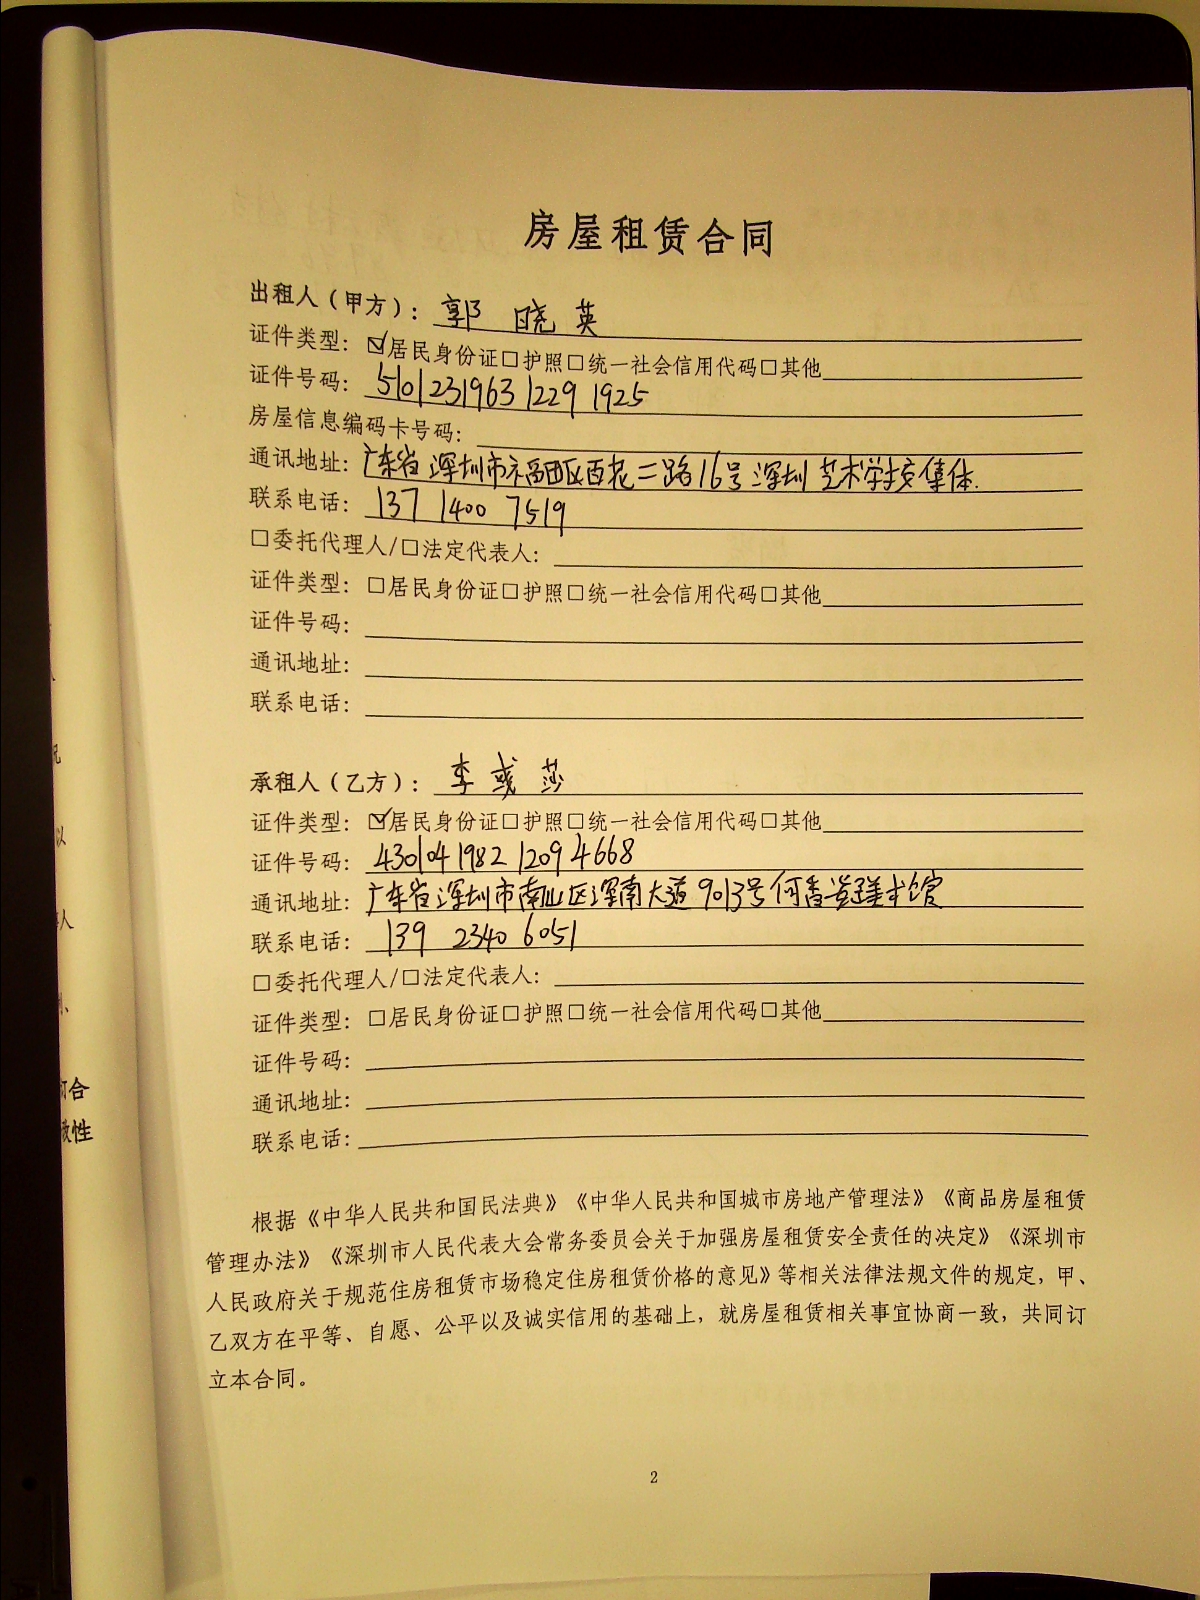 房屋租赁合同
出租人（甲方）：郭晓英
证件类型：☑居民身份证□护照□统一社会信用代码□其他
证件号码：510123196312291925
房屋信息编码卡号码：
通讯地址：广东省深圳市福田区百花二路16号深圳艺术学校集体.
联系电话：137 1400 7519
□委托代理人/□法定代表人：
证件类型：□居民身份证□护照□统一社会信用代码□其他
证件号码：
通讯地址：
联系电话：
承租人（乙方）：李彧莎
证件类型：☑居民身份证□护照□统一社会信用代码□其他
证件号码：430104198212094668
通讯地址：广东省深圳市南山区深南大道9013号何香凝美术馆
联系电话：139 2340 6051
□委托代理人/□法定代表人：
证件类型：□居民身份证□护照□统一社会信用代码□其他
证件号码：
通讯地址：
联系电话：
根据《中华人民共和国民法典》《中华人民共和国城市房地产管理法》《商品房屋租赁
管理办法》《深圳市人民代表大会常务委员会关于加强房屋租赁安全责任的决定》《深圳市
人民政府关于规范住房租赁市场稳定住房租赁价格的意见》等相关法律法规文件的规定，甲、
乙双方在平等、自愿、公平以及诚实信用的基础上，就房屋租赁相关事宜协商一致，共同订
立本合同。
2